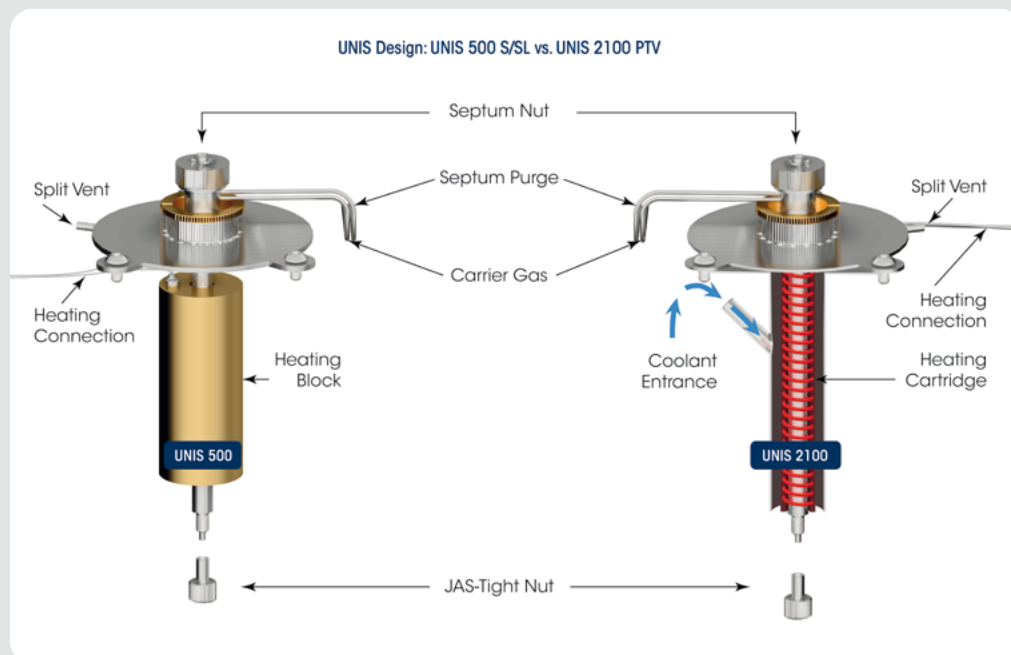 UNIS Design: UNIS 500 S/SL vs. UNIS 2100 PTV
Septum Nut
Split Vent
Septum Purge
Split Vent
Carrier Gas
Heating
Connection
Heating
Connection
Heating
Block
Coolant
Entrance
Heating
Cartridge
UNIS 500
UNIS 2100
JAS-Tight Nut